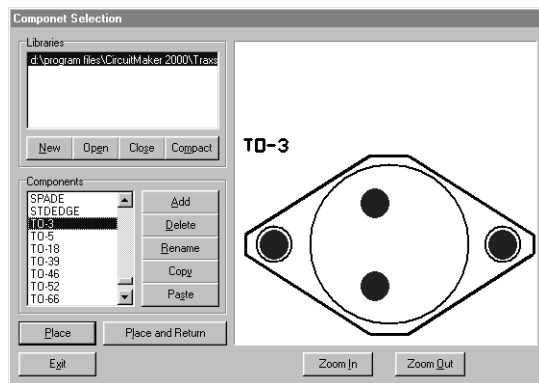 Componet Selection
Libraries
d:\program files\CircuitMaker 2000\Traxs
New Open Close Compact
TO-3
Components
SPADE
STDEDGE
TO-3
TO-5
TO-18
TO-39
TO-46
TO-52
TO-66
Add
Delete
Rename
Copy
Paste
Place Place and Return
Exit Zoom In Zoom Out